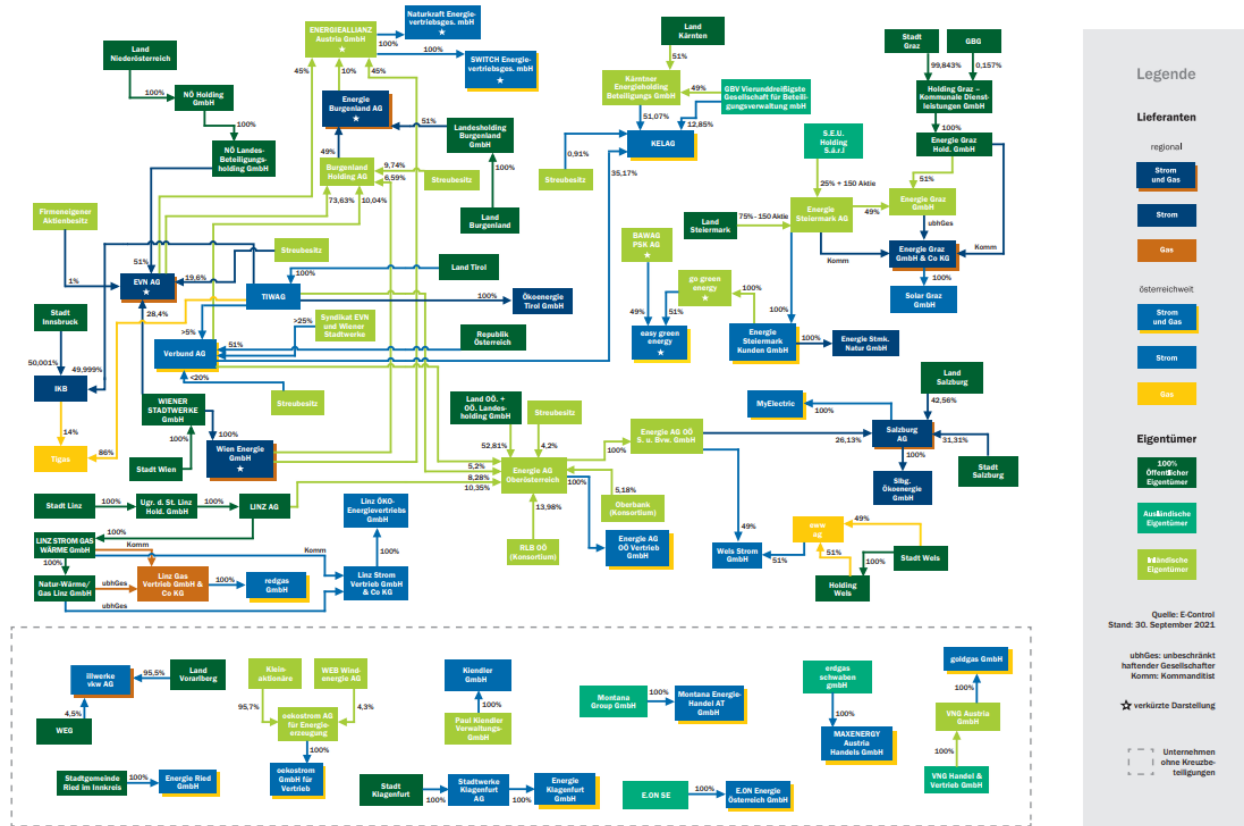 Land
Niederösterreich
100%
NÖ Holding
GmbH
100%
NÖ Landes-
Beteiligungs-
holding GmbH
Firmeneigener
Aktienbesitz
51%
1%
EVN AG
19,6%
28,4%
Streubesitz
ENERGIEALLIANZ
Austria GmbH
100%
Naturkraft Energie-
vertriebsges. mbH
100%
SWITCH Energie-
vertriebsges. mbH
45%
10%
45%
Energie
Burgenland AG
51%
Landesholding
Burgenland GmbH
49%
100%
Burgenland
Holding AG
9,74%
6,59%
Streubesitz
73,63%
10,04%
Land
Burgenland
Land
Kärnten
51%
Kärntner
Energieholding
Beteiligungs GmbH
49%
GBV Vierunddreißigste
Gesellschaft für Beteili-
gungsverwaltung mbH
51,07%
12,85%
KELAG
0,91%
Streubesitz
35,17%
Stadt
Graz
GBG
99,843%
0,157%
Holding Graz –
Kommunale Dienst-
leistungen GmbH
100%
Energie Graz
Hold. GmbH
51%
S.E.U.
Holding
S.à.r.l
25% + 150 Aktie
Land
Steiermark
75% - 150 Aktie
Energie
Steiermark AG
49%
Energie Graz
GmbH
ubhGes
Komm
Komm
Energie Graz
GmbH & Co KG
100%
Solar Graz
GmbH
BAWAG
PSK AG
go green
energy
100%
100%
49%
51%
easy green
energy
Energie
Steiermark
Kunden GmbH
100%
Energie Stmk.
Natur GmbH
100%
Land Tirol
TIWAG
100%
Ökoenergie
Tirol GmbH
Stadt
Innsbruck
50,001%
49,999%
IKB
14%
86%
Tigas
>5%
>25%
Syndikat EVN
und Wiener
Stadtwerke
51%
Republik
Österreich
Verbund AG
<20%
Streubesitz
WIENER
STADTWERKE
GmbH
100%
100%
Stadt Wien
Wien Energie
GmbH
Land OÖ. +
OÖ. Landes-
holding GmbH
Streubesitz
52,81%
4,2%
5,2%
8,28%
10,35%
Energie AG
Oberösterreich
100%
Energie AG OÖ
S. u. Bvw. GmbH
13,98%
RLB OÖ
(Konsortium)
5,18%
Oberbank
(Konsortium)
100%
Energie AG
OÖ Vertrieb
GmbH
26,13%
MyElectric
100%
Land
Salzburg
42,56%
Salzburg
AG
31,31%
100%
Stadt
Salzburg
Slbg.
Ökoenergie
GmbH
49%
Wels Strom
GmbH
51%
eww
ag
49%
51%
Stadt Wels
100%
Holding
Wels
Stadt Linz
100%
Ugr. d. St. Linz
Hold. GmbH
100%
LINZ AG
100%
LINZ STROM GAS
WÄRME GmbH
Komm
Komm
100%
Natur-Wärme/
Gas Linz GmbH
ubhGes
ubhGes
Linz Gas
Vertrieb GmbH &
Co KG
100%
redgas
GmbH
Linz ÖKO-
Energievertriebs
GmbH
100%
Linz Strom
Vertrieb GmbH
& Co KG
illwerke
vkw AG
95,5%
Land
Vorarlberg
4,5%
WEG
Klein-
aktionäre
WEB Wind-
energie AG
95,7%
4,3%
oekostrom AG
für Energie-
erzeugung
100%
oekostrom
GmbH für
Vertrieb
Kiendler
GmbH
100%
Paul Kiendler
Verwaltungs-
GmbH
Montana
Group GmbH
100%
Montana Energie-
Handel AT
GmbH
erdgas
schwaben
gmbH
100%
MAXENERGY
Austria
Handels GmbH
goldgas GmbH
100%
VNG Austria
GmbH
100%
VNG Handel &
Vertrieb GmbH
Stadtgemeinde
Ried im Innkreis
100%
Energie Ried
GmbH
Stadt
Klagenfurt
100%
Stadtwerke
Klagenfurt
AG
100%
Energie
Klagenfurt
GmbH
E.ON SE
100%
E.ON Energie
Österreich GmbH
Legende
Lieferanten
regional
Strom
und Gas
Strom
Gas
österreichweit
Strom
und Gas
Strom
Gas
Eigentümer
100%
Öffentlicher
Eigentümer
Ausländische
Eigentümer
Inländische
Eigentümer
Quelle: E-Control
Stand: 30. September 2021
ubhGes: unbeschränkt
haftender Gesellschafter
Komm: Kommanditist
verkürzte Darstellung
Unternehmen
ohne Kreuzbe-
teiligungen